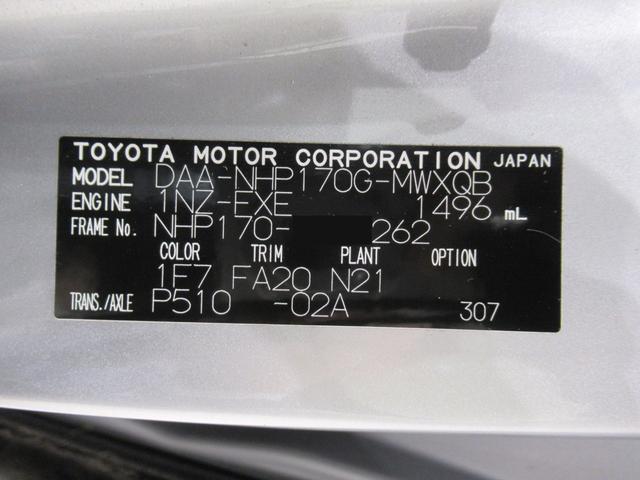 TOYOTA MOTOR CORPORATION JAPAN
MODEL DAA-NHP170G-MWXQB
ENGINE 1NZ-FXE 1496 mL
FRAME No. NHP170- 262
COLOR TRIM PLANT OPTION
1F7 FA20 N21
TRANS./AXLE P510 -02A 307